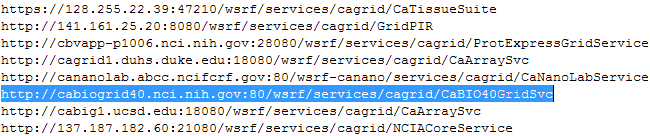 https://128.255.22.39:47210/wsrf/services/cagrid/CaTissueSuite
http://141.161.25.20:8080/wsrf/services/cagrid/GridPIR
http://cbvapp-p1006.nci.nih.gov:28080/wsrf/services/cagrid/ProtExpressGridService
http://cagrid1.duhs.duke.edu:18080/wsrf/services/cagrid/CaArraySvc
http://cananolab.abcc.ncifcrf.gov:80/wsrf-canano/services/cagrid/CaNanoLabService
http://cabiogrid40.nci.nih.gov:80/wsrf/services/cagrid/CaBIO40GridSvc
http://cabig1.ucsd.edu:18080/wsrf/services/cagrid/CaArraySvc
http://137.187.182.60:21080/wsrf/services/cagrid/NCIACoreService